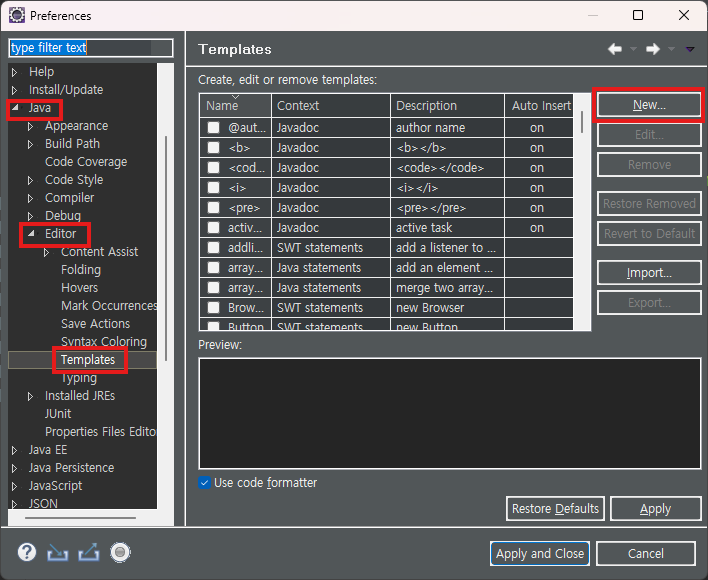 Preferences
type filter text
Help
Install/Update
Java
Appearance
Build Path
Code Coverage
Code Style
Compiler
Debug
Editor
Content Assist
Folding
Hovers
Mark Occurrences
Save Actions
Syntax Coloring
Templates
Typing
Installed JREs
JUnit
Properties Files Edito
Java EE
Java Persistence
JavaScript
JSON
Templates
Create, edit or remove templates:
Name Context Description Auto Insert
@aut... Javadoc author name on
<b> Javadoc <b></b> on
<cod... Javadoc <code></code> on
<i> Javadoc <i></i> on
<pre> Javadoc <pre></pre> on
activ... Javadoc active task on
addli... SWT statements add a listener to ...
array... Java statements add an element ...
array... Java statements merge two array...
Brow... SWT statements new Browser
Button SWT statements new Button
New...
Edit...
Remove
Restore Removed
Revert to Default
Import...
Export...
Preview:
Use code formatter
Restore Defaults Apply
? Apply and Close Cancel